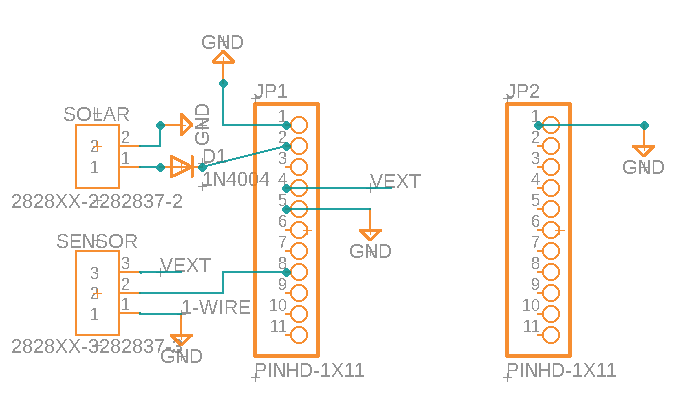 GND
JP1
JP2
SOLAR
GND
2
2
1
1
D1
1N4004
2828XX-2282837-2
SENSOR
VEXT
3
3
2
2
1
1
1-WIRE
2828XX-3282837-3
GND
1
2
3
4
5
6
7
8
9
10
11
VEXT
GND
PINHD-1X11
1
2
3
4
5
6
7
8
9
10
11
GND
PINHD-1X11